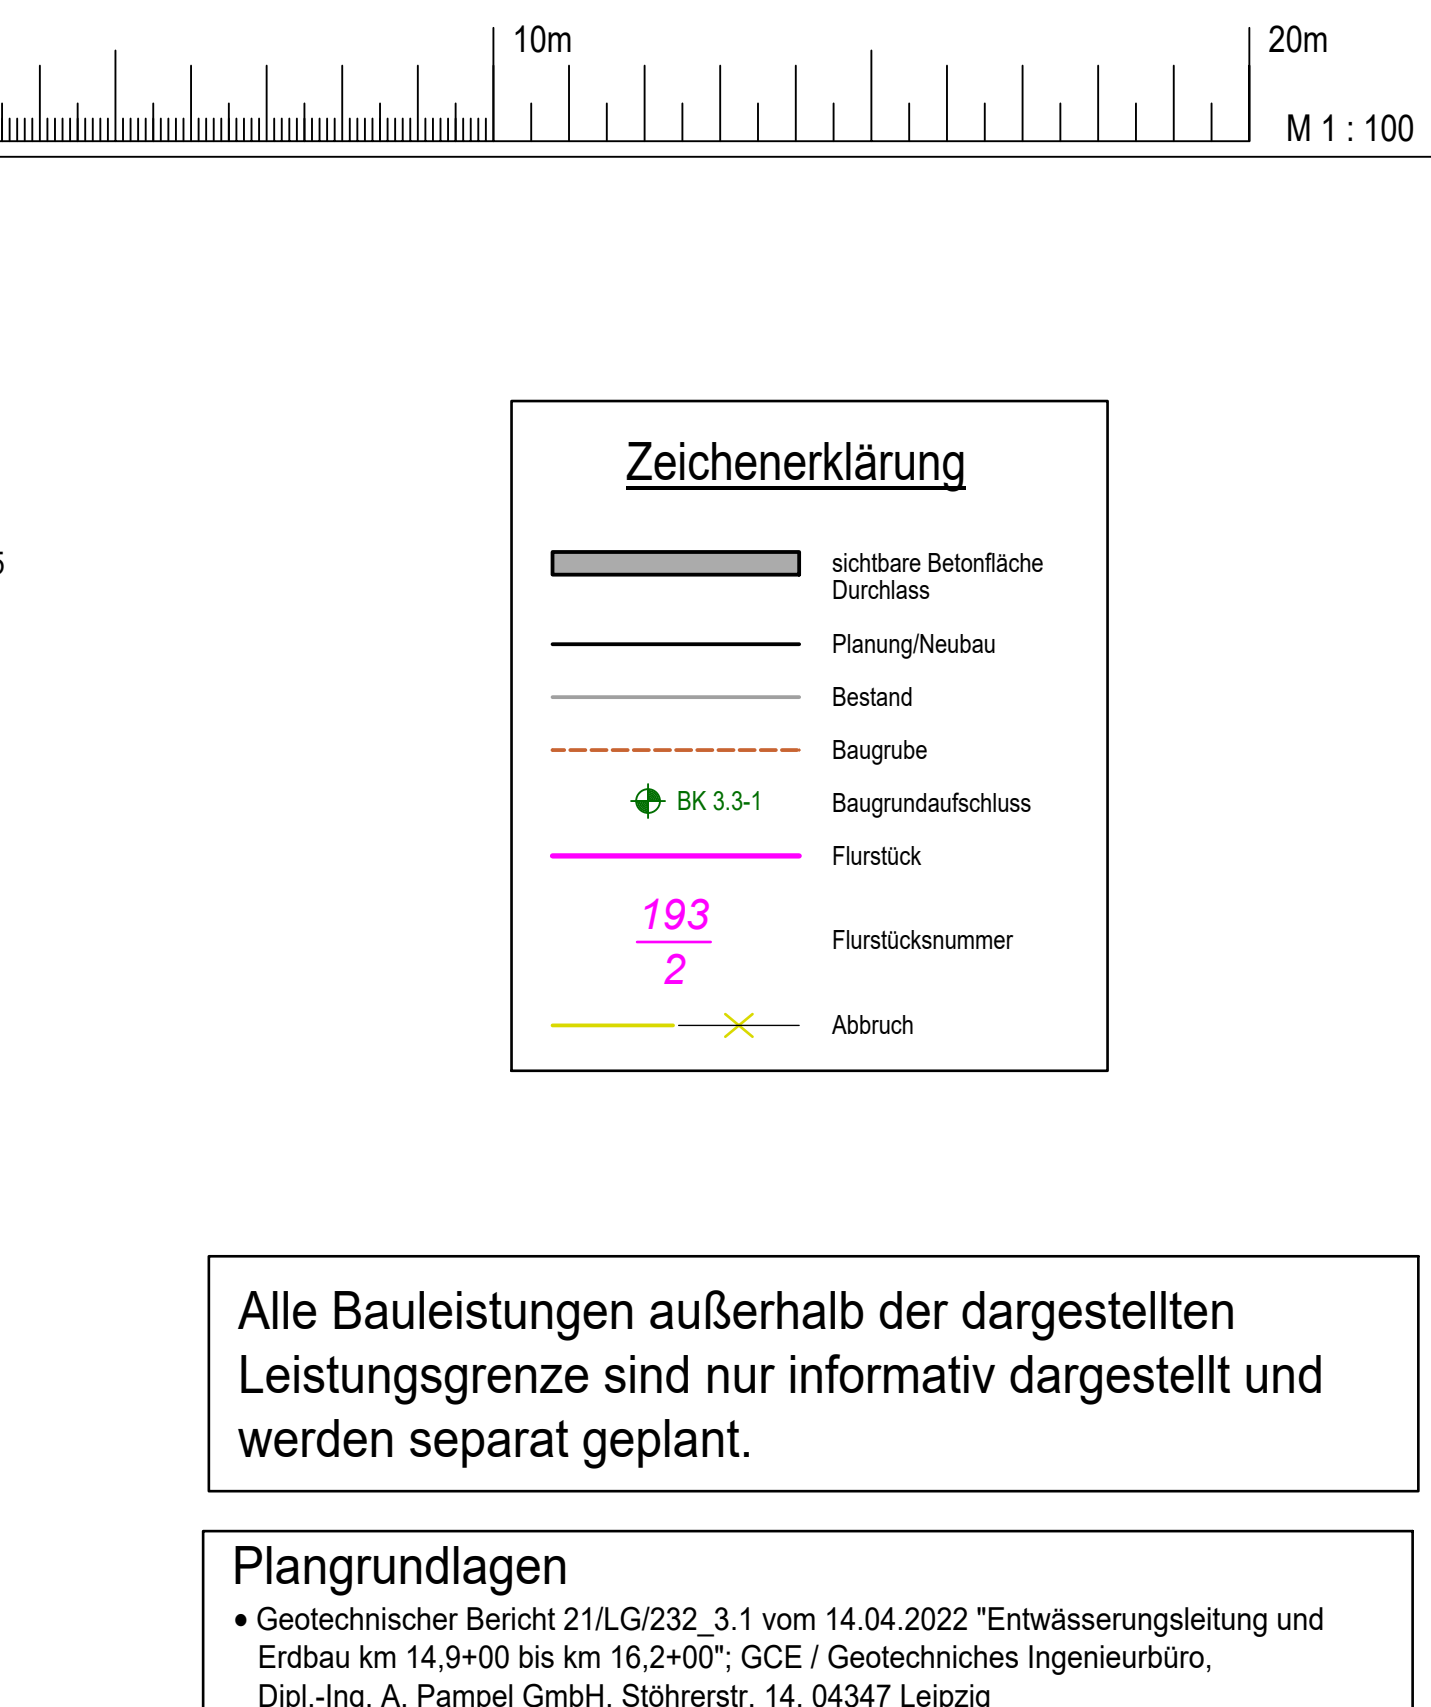 10m
20m
M 1 : 100
5
Zeichenerklärung
sichtbare Betonfläche
Durchlass
Planung/Neubau
Bestand
Baugrube
BK 3.3-1
Baugrundaufschluss
Flurstück
193
2
Flurstücksnummer
Abbruch
Alle Bauleistungen außerhalb der dargestellten
Leistungsgrenze sind nur informativ dargestellt und
werden separat geplant.
Plangrundlagen
• Geotechnischer Bericht 21/LG/232_3.1 vom 14.04.2022 "Entwässerungsleitung und
Erdbau km 14,9+00 bis km 16,2+00"; GCE / Geotechniches Ingenieurbüro,
Dipl.-Ing. A. Pampel GmbH, Stöhrerstr. 14, 04347 Leipzig